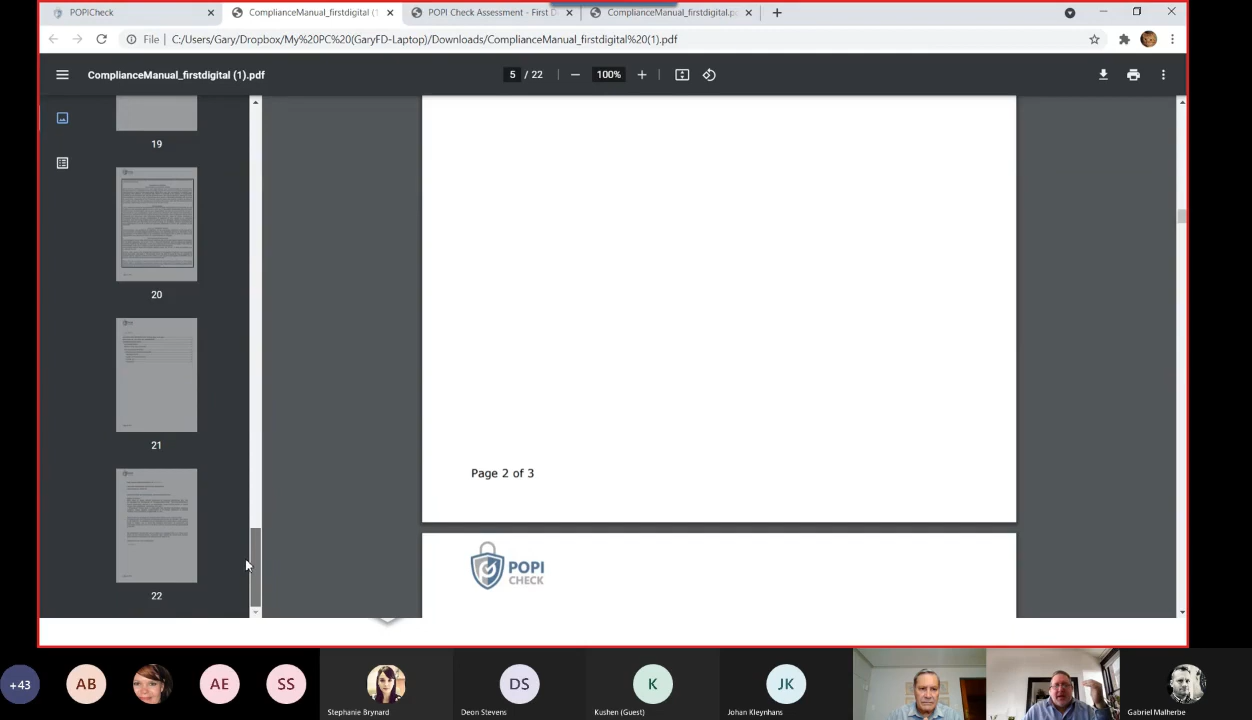 POPICheck
ComplianceManual_firstdigital (1
POPI Check Assessment - First D
ComplianceManual_firstdigital.p
File
C:/Users/Gary/Dropbox/My%20PC%20(GaryFD-Laptop)/Downloads/ComplianceManual_firstdigital%20(1).pdf
ComplianceManual_firstdigital (1).pdf
5 / 22
100%
19
20
21
22
Page 2 of 3
POPI
CHECK
+43
AB
AE
SS
DS
K
JK
Stephanie Brynard
Deon Stevens
Kushen (Guest)
Johan Kleynhans
Gabriel Malherbe